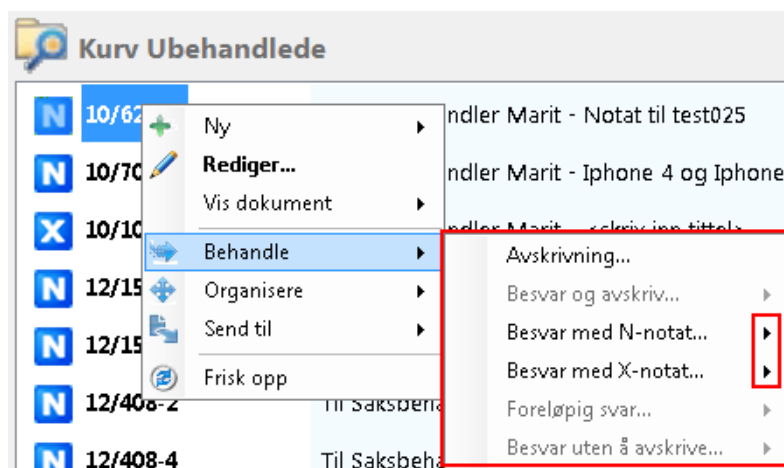 Kurv Ubehandlede
N 10/62 ndler Marit - Notat til test025
Ny
N 10/70 ndler Marit - Iphone 4 og Iphone
Rediger...
Vis dokument
X 10/10 ndler Marit - <skriv inn tittel>
Behandle
Avskrivning...
N 12/15 Organisere
Besvar og avskriv...
Send til
Besvar med N-notat...
N 12/15
Besvar med X-notat...
Frisk opp
N 12/408-2 Til Saksbeha
Foreløpig svar...
Besvar uten å avskrive...
N 12/408-4 Til Saksbeha